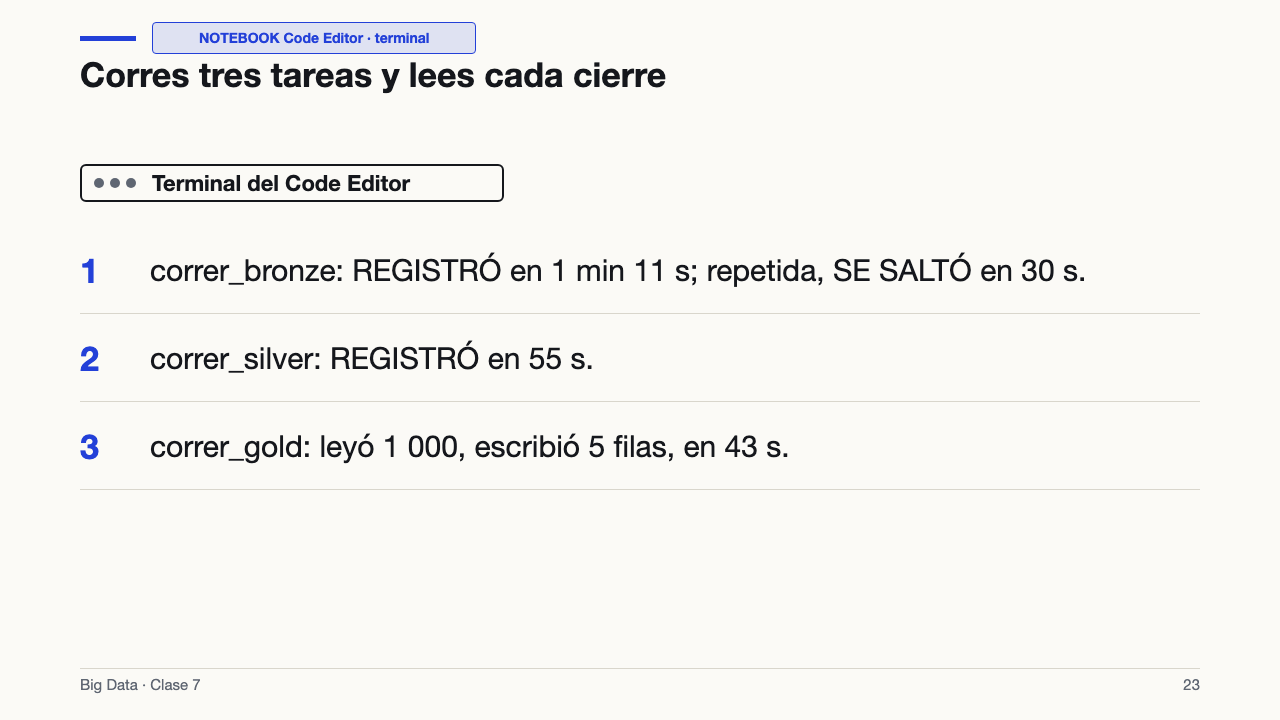 NOTEBOOK Code Editor · terminal
Corres tres tareas y lees cada cierre
Terminal del Code Editor
1 correr_bronze: REGISTRÓ en 1 min 11 s; repetida, SE SALTÓ en 30 s.
2 correr_silver: REGISTRÓ en 55 s.
3 correr_gold: leyó 1 000, escribió 5 filas, en 43 s.
Big Data · Clase 7
23